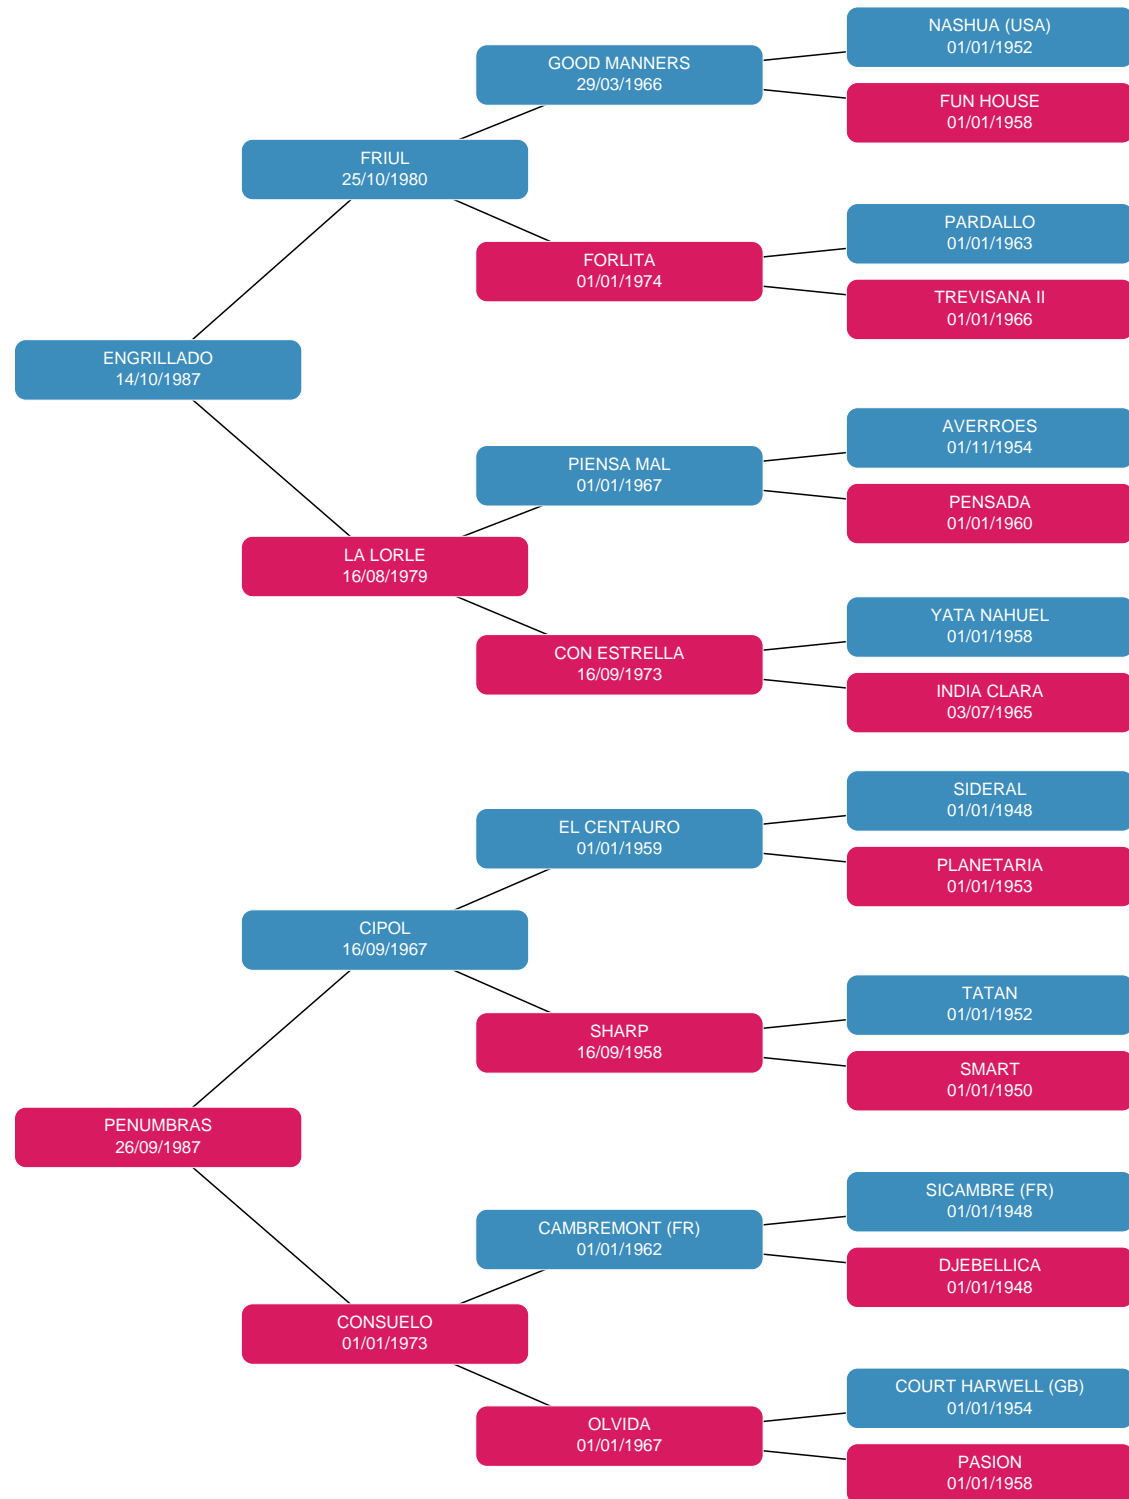 NASHUA (USA)
01/01/1952
GOOD MANNERS
29/03/1966
FUN HOUSE
01/01/1958
FRIUL
25/10/1980
PARDALLO
01/01/1963
FORLITA
01/01/1974
TREVISANA II
01/01/1966
ENGRILLADO
14/10/1987
AVERROES
01/11/1954
PIENSA MAL
01/01/1967
PENSADA
01/01/1960
LA LORLE
16/08/1979
YATA NAHUEL
01/01/1958
CON ESTRELLA
16/09/1973
INDIA CLARA
03/07/1965
SIDERAL
01/01/1948
EL CENTAURO
01/01/1959
PLANETARIA
01/01/1953
CIPOL
16/09/1967
TATAN
01/01/1952
SHARP
16/09/1958
SMART
01/01/1950
PENUMBRAS
26/09/1987
SICAMBRE (FR)
01/01/1948
CAMBREMONT (FR)
01/01/1962
DJEBELLICA
01/01/1948
CONSUELO
01/01/1973
COURT HARWELL (GB)
01/01/1954
OLVIDA
01/01/1967
PASION
01/01/1958